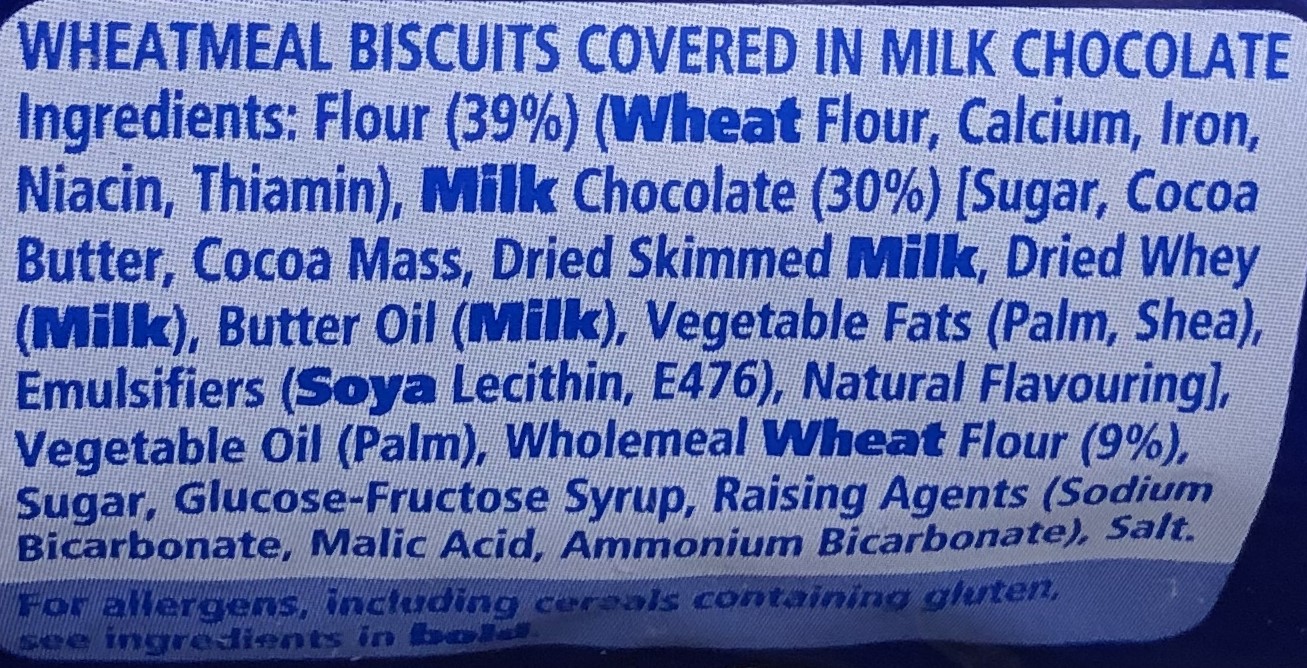 WHEATMEAL BISCUITS COVERED IN MILK CHOCOLATE
Ingredients: Flour (39%) (Wheat Flour, Calcium, Iron,
Niacin, Thiamin), Milk Chocolate (30%) [Sugar, Cocoa
Butter, Cocoa Mass, Dried Skimmed Milk, Dried Whey
(Milk), Butter Oil (Milk), Vegetable Fats (Palm, Shea),
Emulsifiers (Soya Lecithin, E476), Natural Flavouring],
Vegetable Oil (Palm), Wholemeal Wheat Flour (9%),
Sugar, Glucose-Fructose Syrup, Raising Agents (Sodium
Bicarbonate, Malic Acid, Ammonium Bicarbonate), Salt.
For allergens, including cereals containing gluten,
see ingredients in bold.